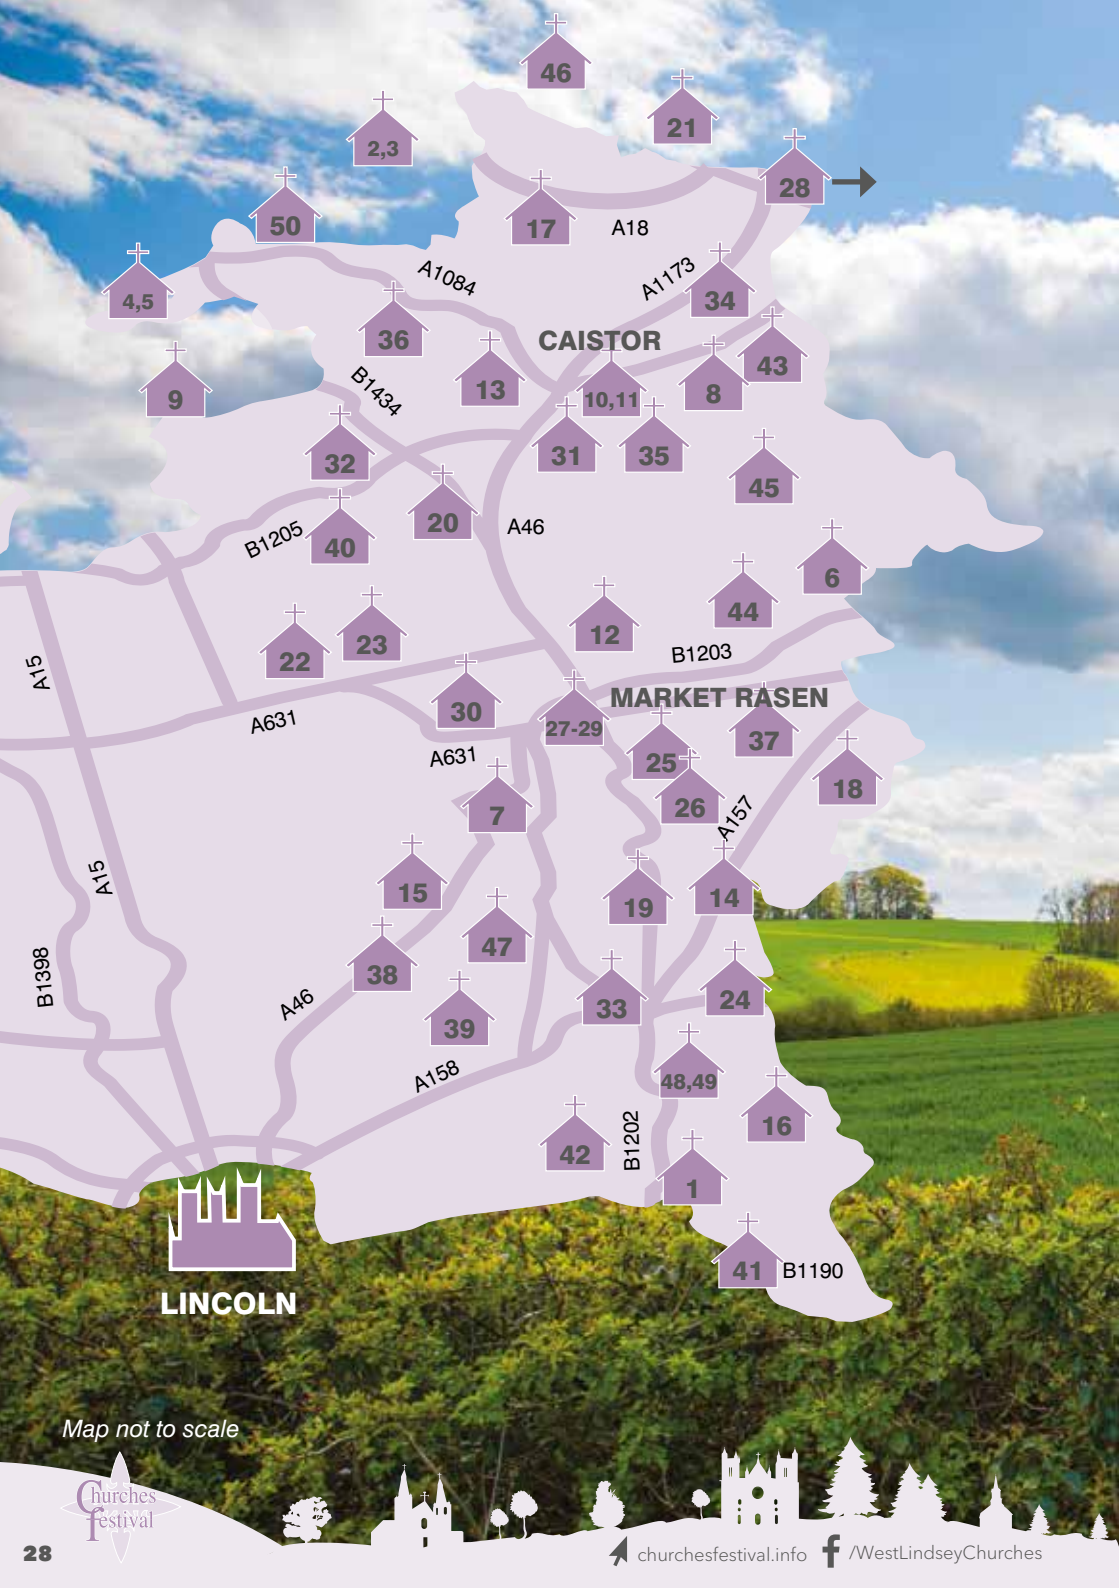 46
21
2,3
28
50
17
A18
4,5
A1084
A1173
34
36
CAISTOR
43
13
8
9
10,11
B1434
31
35
32
45
20
A46
B1205
40
6
44
12
23
22
B1203
A15
MARKET RASEN
30
27-29
A631
37
A631
25
18
26
7
A157
A15
15
14
19
47
38
B1398
24
A46
33
39
A158
48,49
16
B1202
42
1
41
B1190
LINCOLN
Map not to scale
Churches
Festival
28
churchesfestival.info
/WestLindseyChurches